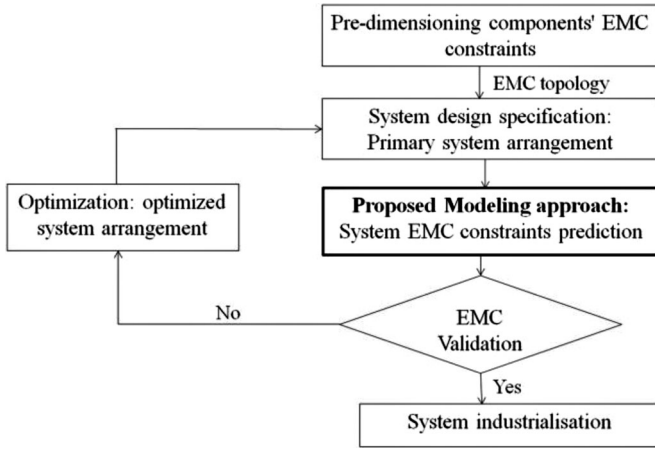 Pre-dimensioning components' EMC
constraints
EMC topology
System design specification:
Primary system arrangement
Optimization: optimized
system arrangement
Proposed Modeling approach:
System EMC constraints prediction
No
EMC
Validation
Yes
System industrialisation